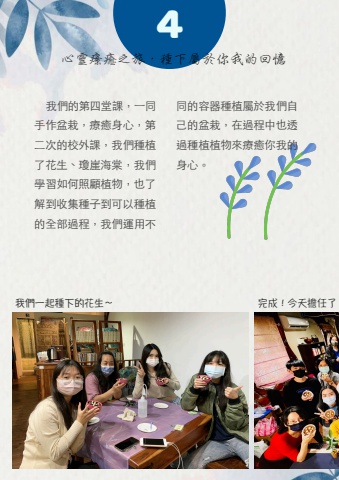 4
心靈療癒之旅．種下屬於你我的回憶
我們的第四堂課，一同
手作盆栽，療癒身心，第
二次的校外課，我們種植
了花生、瓊崖海棠，我們
學習如何照顧植物，也了
解到收集種子到可以種植
的全部過程，我們運用不
同的容器種植屬於我們自
己的盆栽，在過程中也透
過種植植物來療癒你我的
身心。
我們一起種下的花生～
完成！今天擔任了